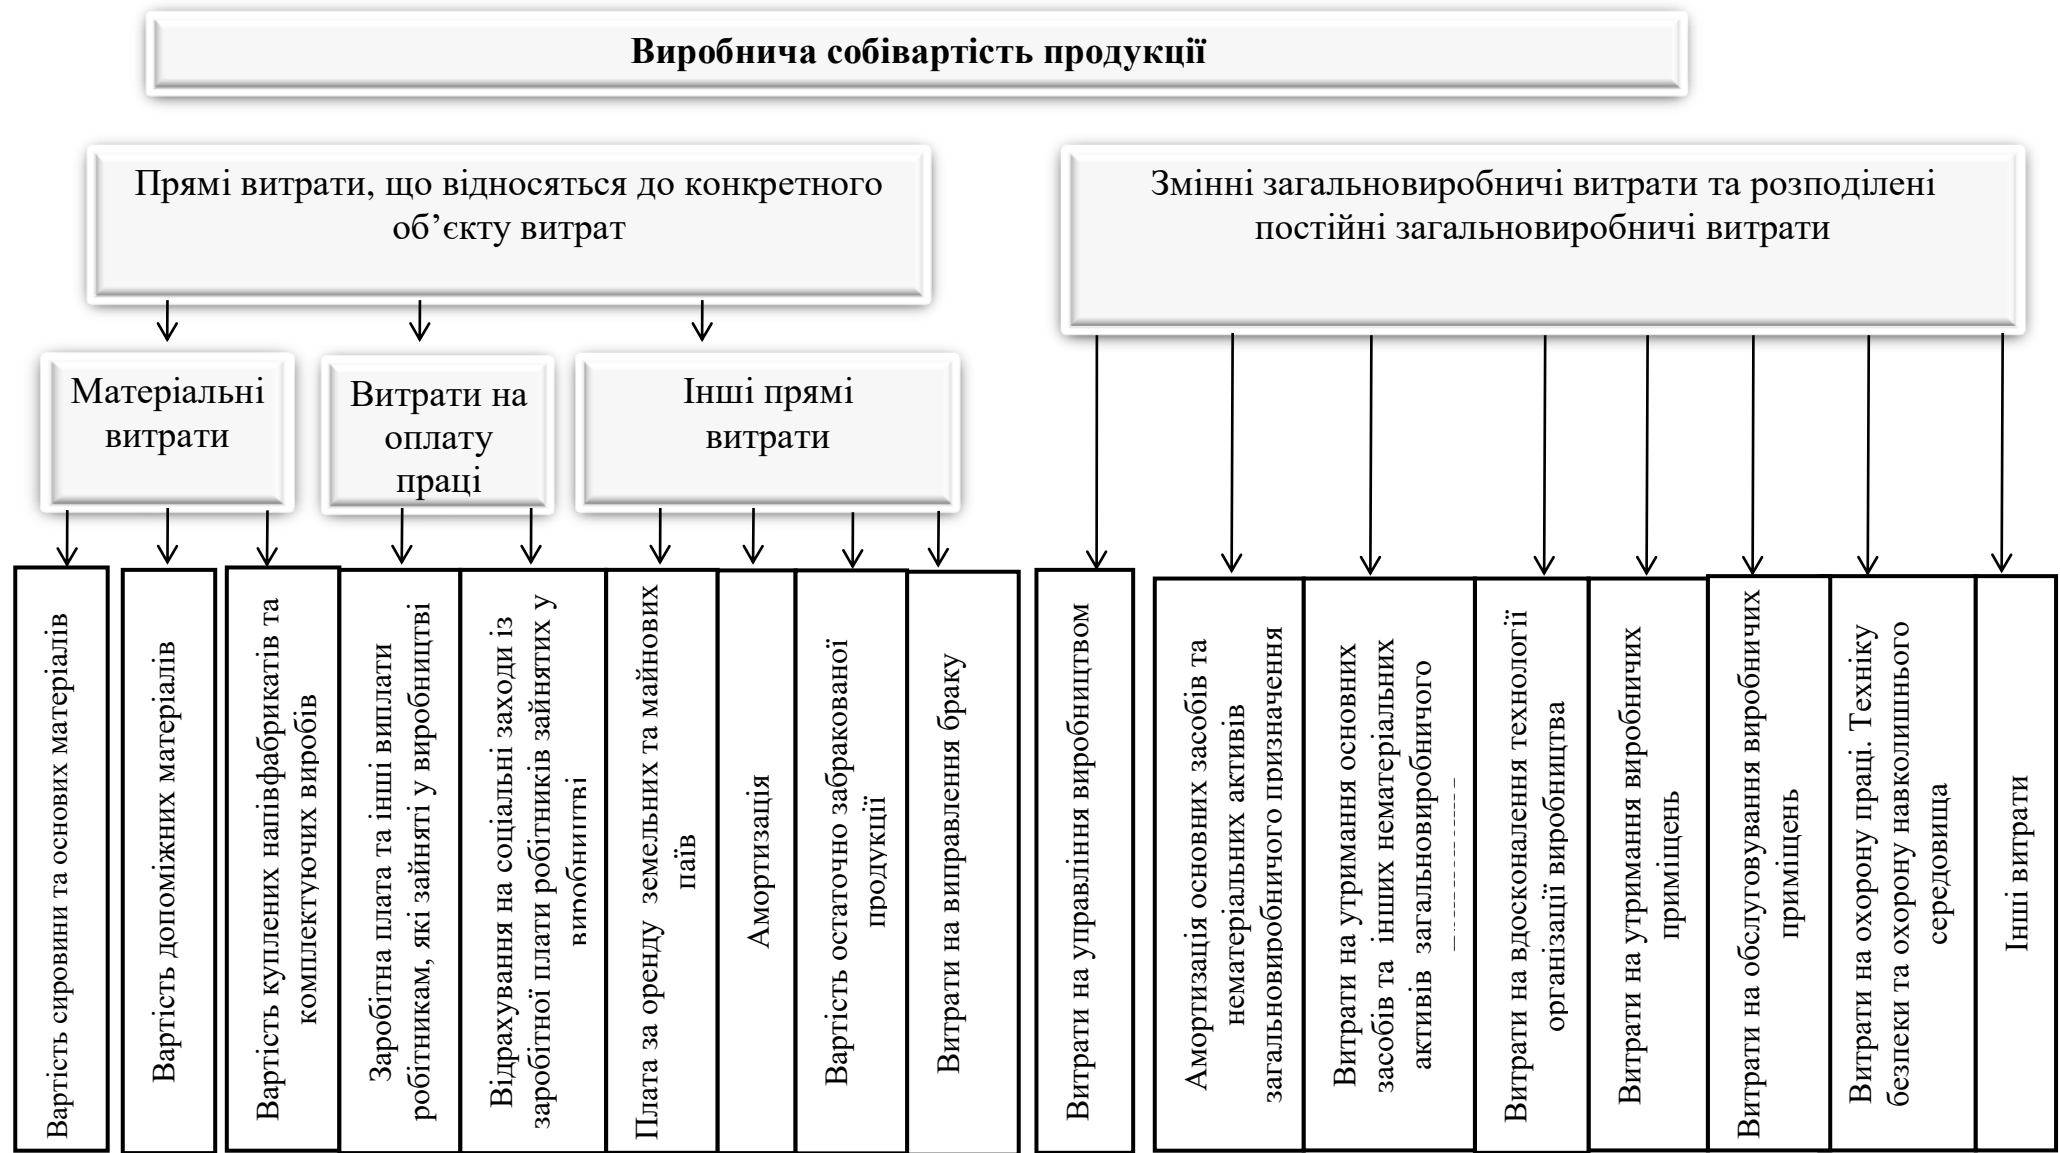 Виробнича собівартість продукції
Прямі витрати, що відносяться до конкретного
об’єкту витрат
Змінні загальновиробничі витрати та розподілені
постійні загальновиробничі витрати
Матеріальні
витрати
Витрати на
оплату
праці
Інші прямі
витрати
Вартість сировини та основих матеріалів
Вартість допоміжних матеріалів
Вартість куплених напівфабрикатів та
комплектуючих виробів
Заробітна плата та інші виплати
робітникам, які зайняті у виробництві
Відрахування на соціальні заходи із
заробітної плати робітників зайнятих у
виробництві
Плата за оренду земельних та майнових
паїв
Амортизація
Вартість остаточно забракованої
продукції
Витрати на виправлення браку
Витрати на управління виробництвом
Амортизація основних засобів та
нематеріальних активів
загальновиробничого призначення
Витрати на утримання основних
засобів та інших нематеріальних
активів загальновиробничого
Витрати на вдосконалення технології
організації виробництва
Витрати на утримання виробничих
приміщень
Витрати на обслуговування виробничих
приміщень
Витрати на охорону праці. Техніку
безпеки та охорону навколишнього
середовища
Інші витрати